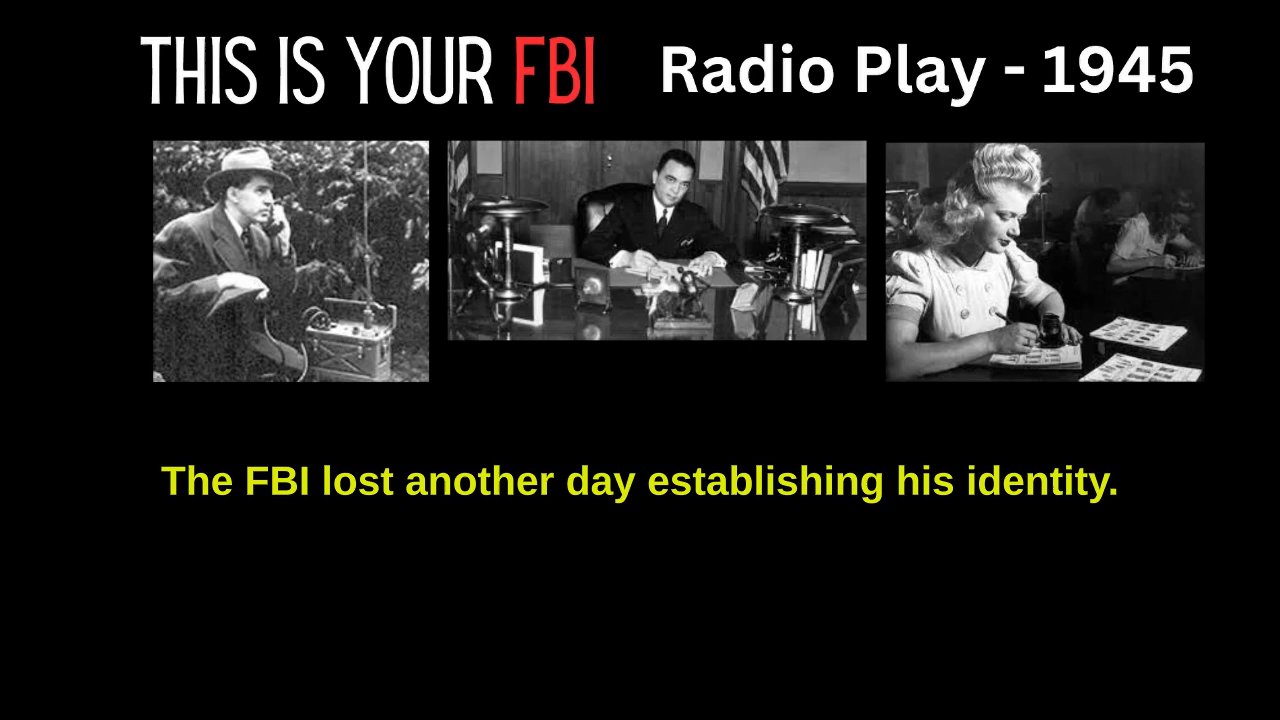 THIS IS YOUR FBI Radio Play - 1945
The FBI lost another day establishing his identity.